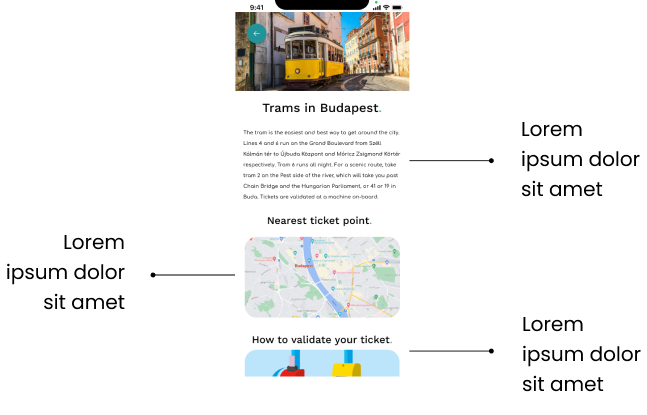 9:41
Trams in Budapest.
The tram is the easiest and best way to get around the city.
Lines 4 and 6 run on the Grand Boulevard from Széll
Kálmán tér to Újbuda Központ and Móricz Zsigmond Körtér
respectively. Tram 6 runs all night. For a scenic route, take
tram 2 on the Pest side of the river, which will take you past
Chain Bridge and the Hungarian Parliament, or 41 or 19 in
Buda. Tickets are validated at a machine on-board.
Lorem
ipsum dolor
sit amet
Nearest ticket point.
Lorem
ipsum dolor
sit amet
Budapest
How to validate your ticket.
Lorem
ipsum dolor
sit amet